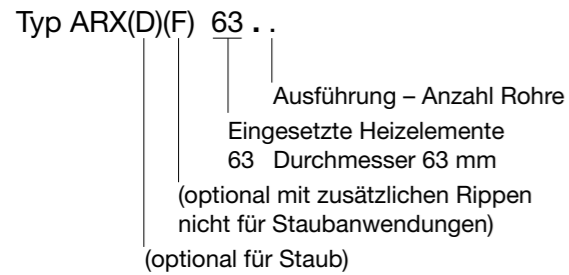 Typ ARX(D)(F) 63 . .
Ausführung – Anzahl Rohre
Eingesetzte Heizelemente
63 Durchmesser 63 mm
(optional mit zusätzlichen Rippen
nicht für Staubanwendungen)
(optional für Staub)